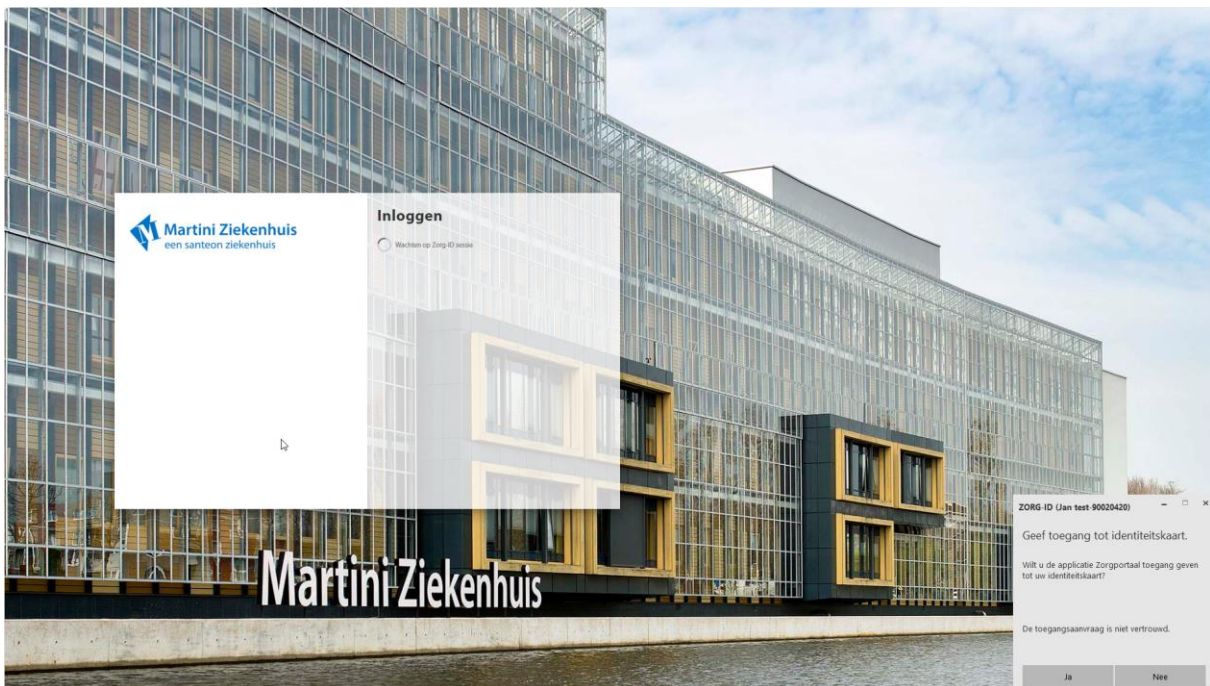 Martini Ziekenhuis
een santeon ziekenhuis
Inloggen
Wachten op Zorg-ID sessie
Martini Ziekenhuis
ZORG-ID (Jan test-90020420)
Geef toegang tot identiteitskaart.
Wilt u de applicatie Zorgportaal toegang geven
tot uw identiteitskaart?
De toegangsaanvraag is niet vertrouwd.
Ja
Nee